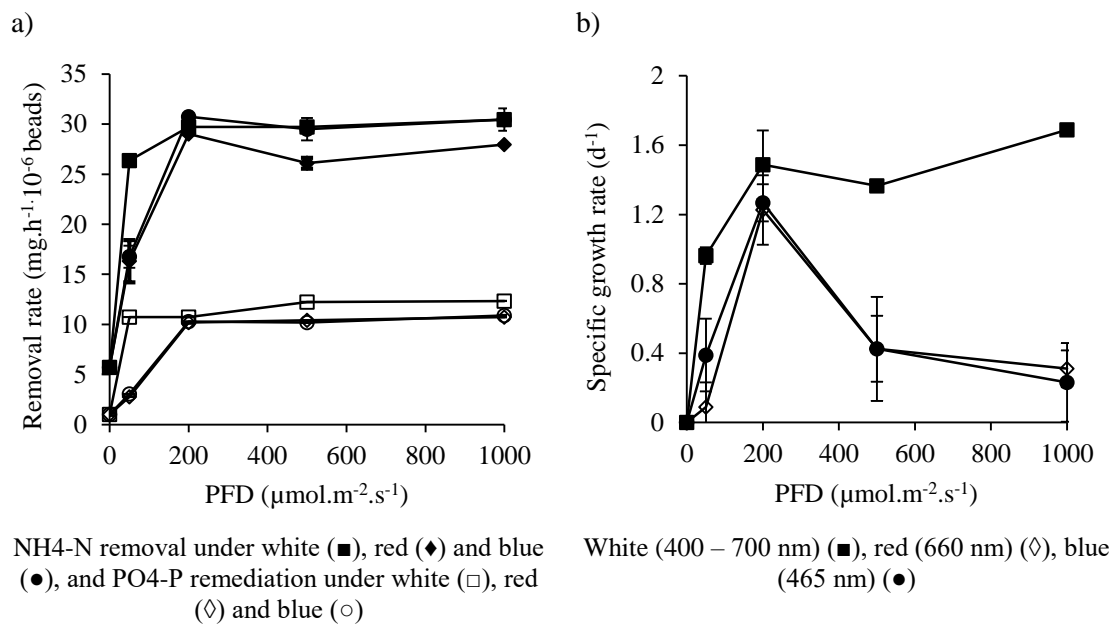 a)
Removal rate (mg.h⁻¹·10⁻⁶ beads)
35
30
25
20
15
10
5
0
0 200 400 600 800 1000
PFD (µmol.m⁻².s⁻¹)
NH4-N removal under white (■), red (♦) and blue
(●), and PO4-P remediation under white (□), red
(◊) and blue (○)
b)
Specific growth rate (d⁻¹)
2
1.6
1.2
0.8
0.4
0
0 200 400 600 800 1000
PFD (µmol.m⁻².s⁻¹)
White (400 – 700 nm) (■), red (660 nm) (◊), blue
(465 nm) (●)